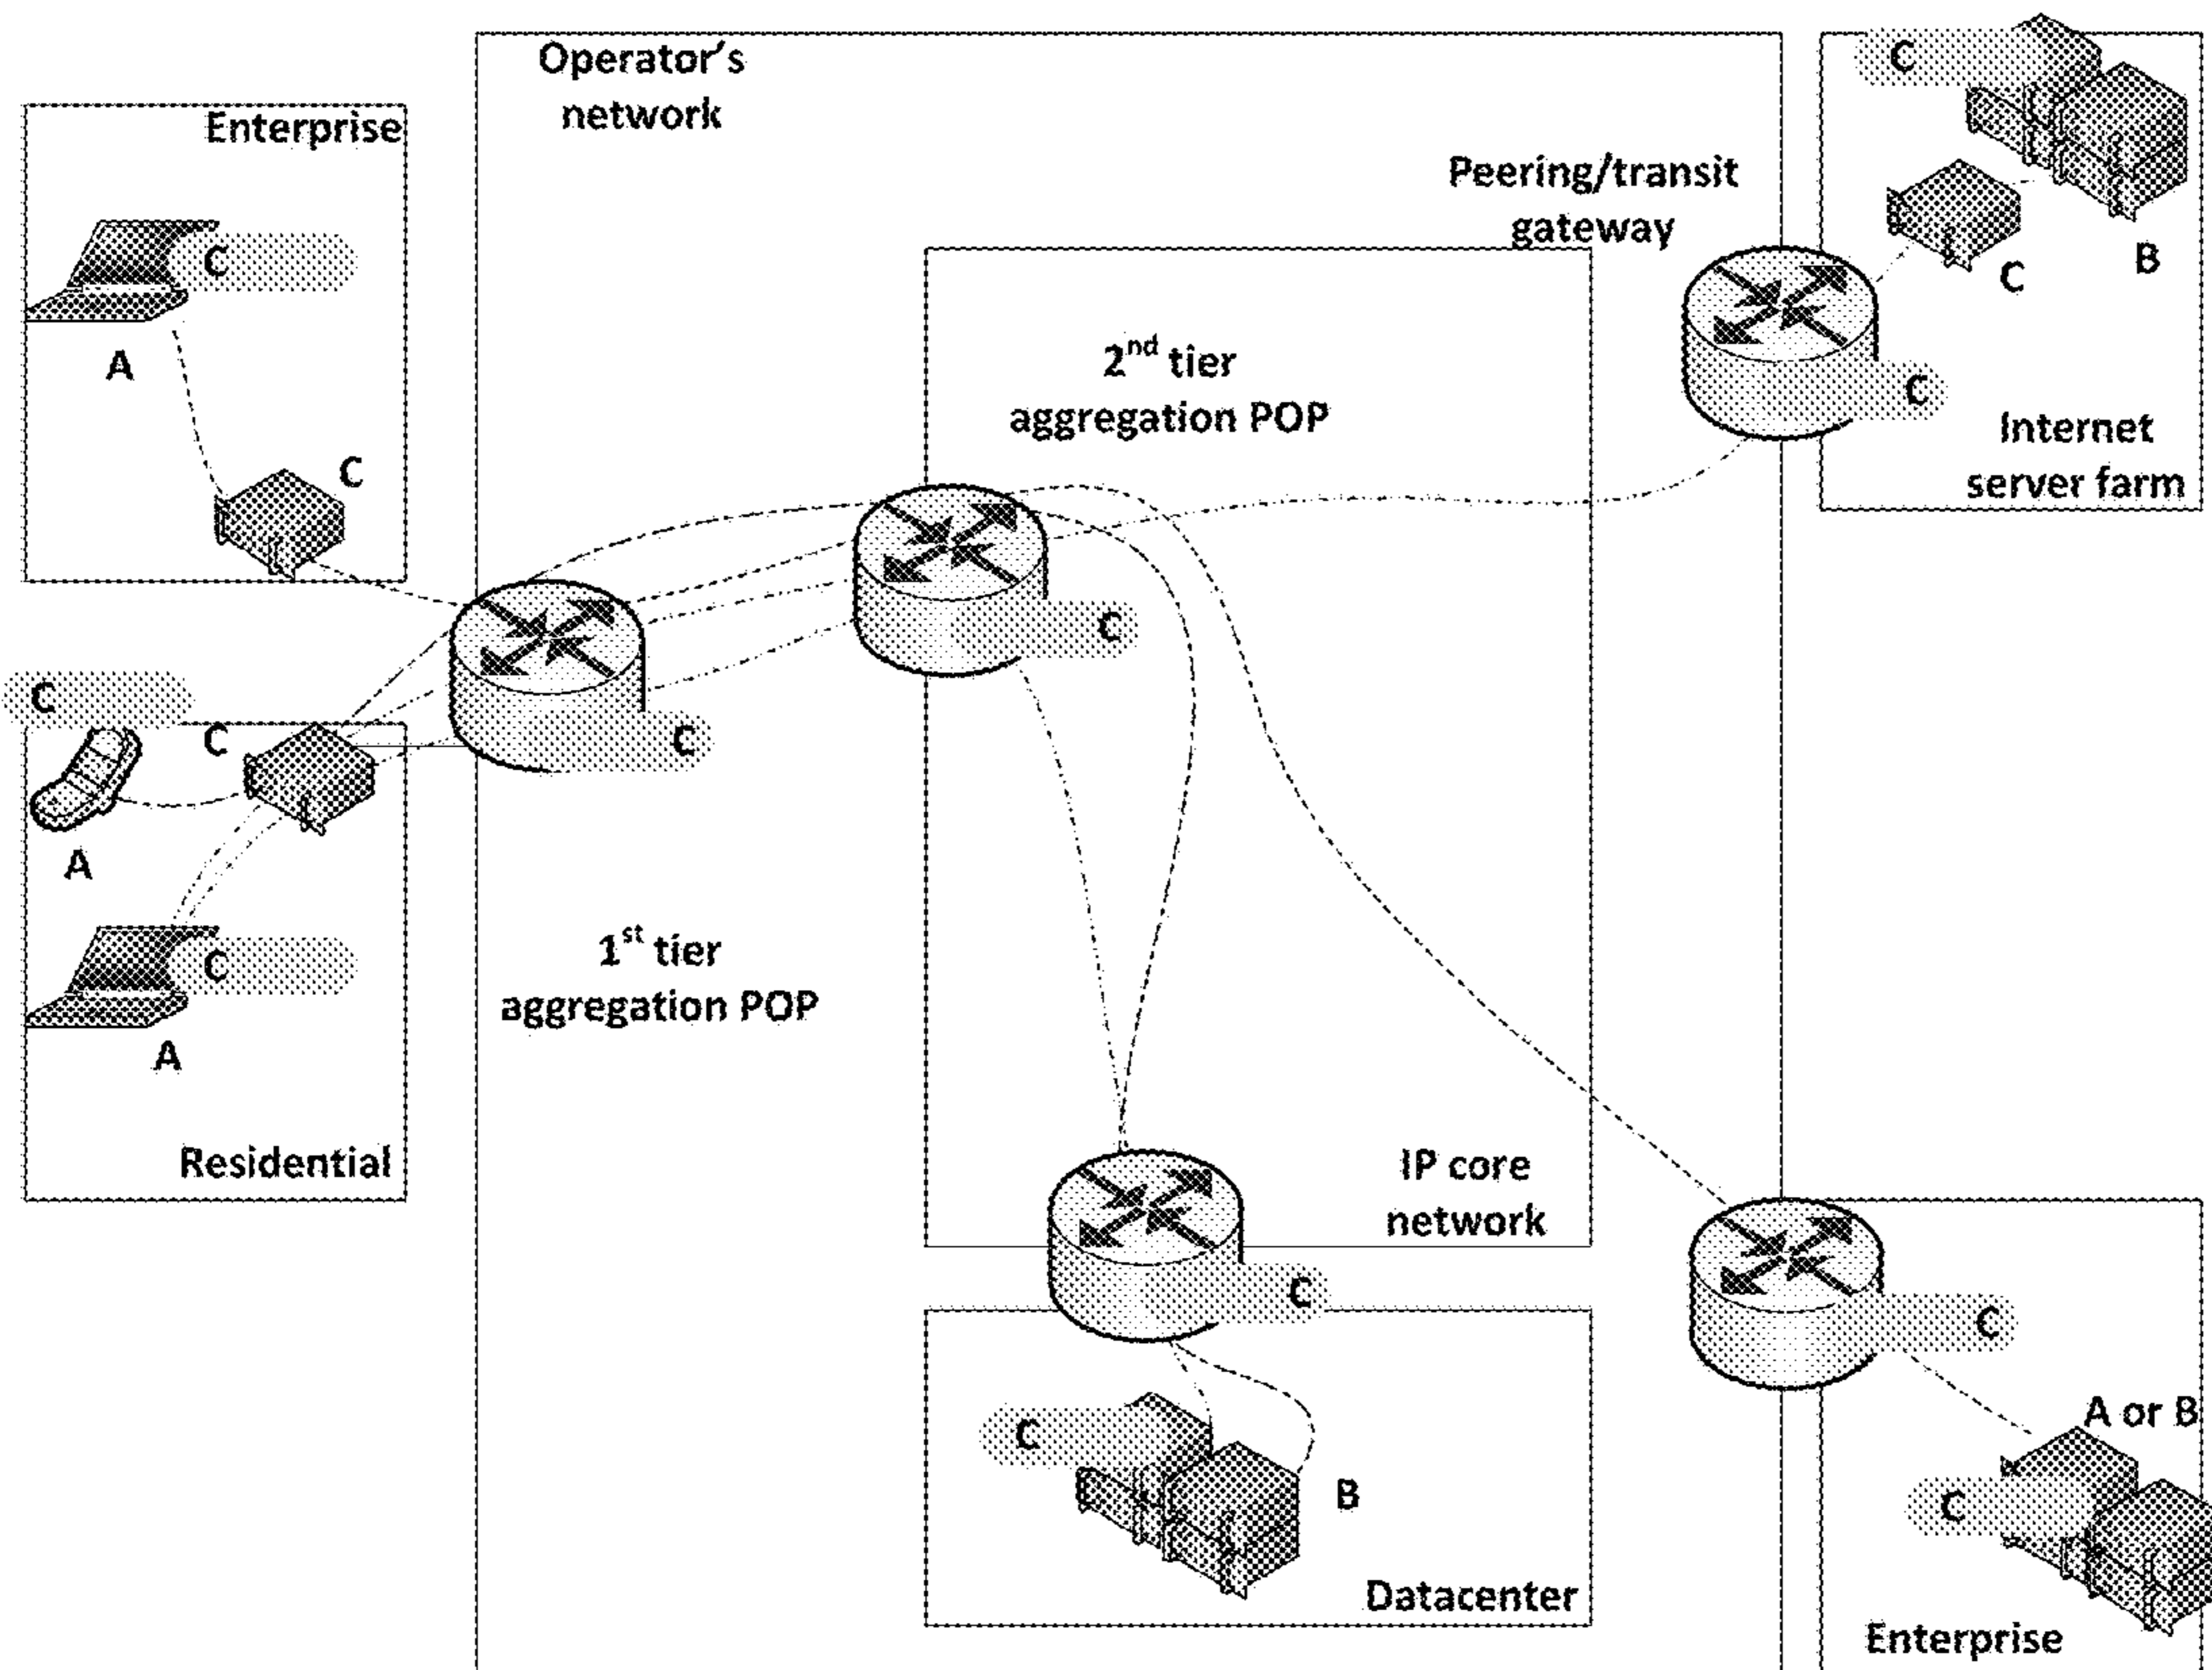 Operator's
network
Enterprise
C
A
C
Peering/transit
gateway
C
C
B
C
Internet
server farm
2nd tier
aggregation POP
C
C
C
C
A
C
A
Residential
1st tier
aggregation POP
IP core
network
C
C
B
Datacenter
C
A or B
C
Enterprise